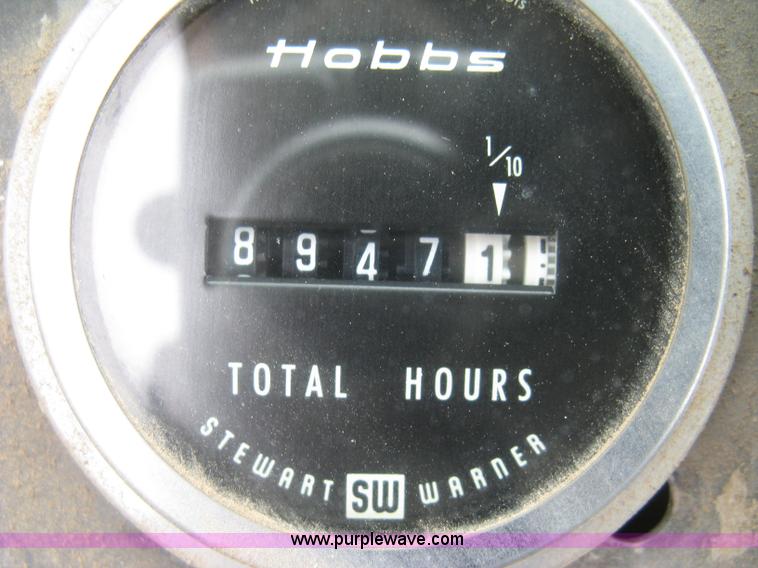 Hobbs
1/10
8 9 4 7 1
TOTAL HOURS
STEWART SW WARNER
www.purplewave.com